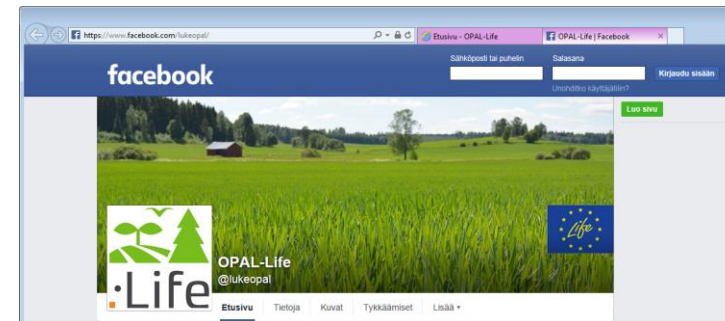 https://www.facebook.com/lukeopal/
Etusivu - OPAL-Life
OPAL-Life | Facebook
facebook
Sähköposti tai puhelin
Salasana
Kirjaudu sisään
Unohditko käyttäjätilin?
Luo sivu
Life
·Life
OPAL-Life
@lukeopal
Etusivu Tietoja Kuvat Tykkäämiset Lisää